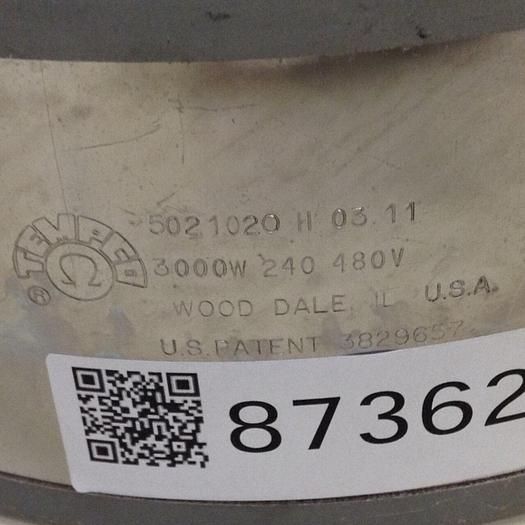 TEMPCO
®
5021020 H 03.11
3000W 240 480V
WOOD DALE, IL U.S.A.
U.S. PATENT 3829657
87362